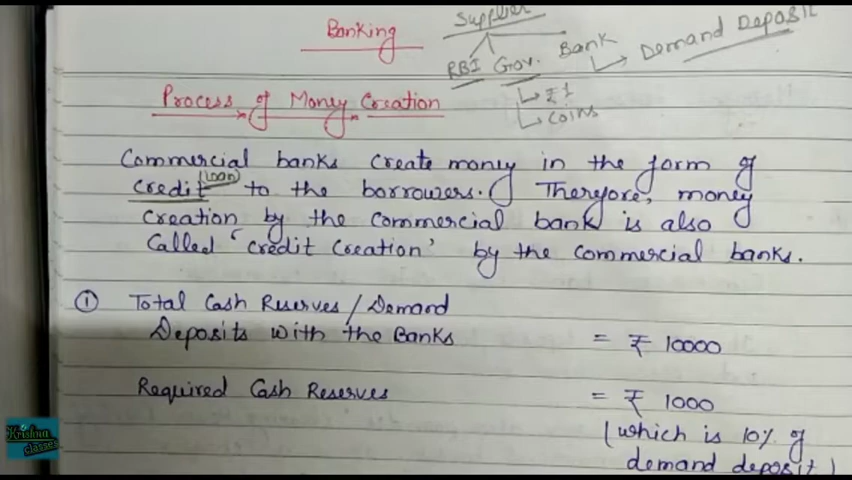 Banking
Supplier
RBI Gov. Bank
Demand Deposit
₹1
coins
Process of Money Creation
Commercial banks create money in the form of
credit (loan) to the borrowers. Therefore, money
creation by the commercial bank is also
Called 'credit creation' by the commercial banks.
① Total Cash Reserves / Demand
Deposits with the Banks = ₹ 10000
Required Cash Reserves = ₹ 1000
(which is 10% of
demand deposit)
Krishna
classes